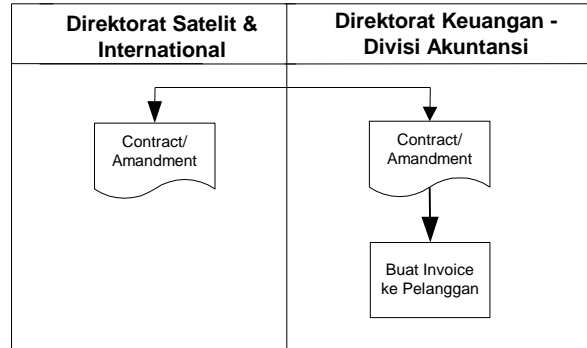 Direktorat Satelit &
International
Direktorat Keuangan -
Divisi Akuntansi
Contract/
Amandment
Contract/
Amandment
Buat Invoice
ke Pelanggan